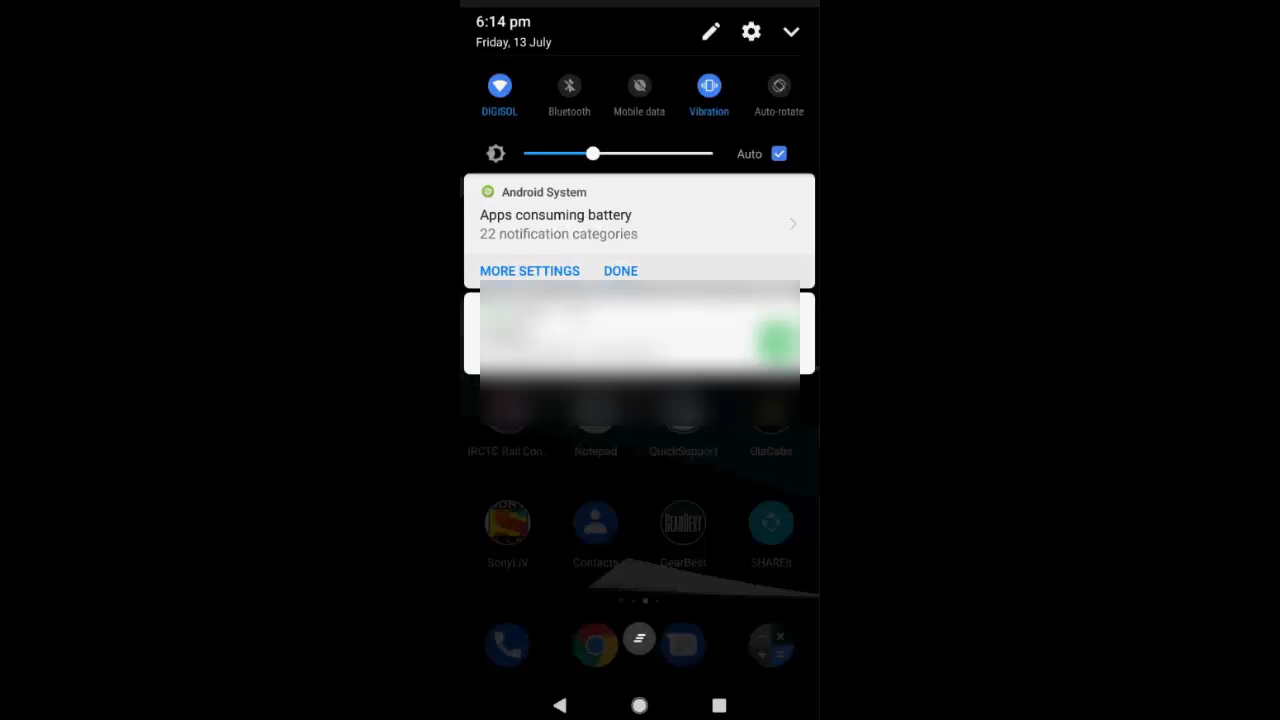 6:14 pm
Friday, 13 July
DIGISOL
Bluetooth
Mobile data
Vibration
Auto-rotate
Auto
Android System
Apps consuming battery
22 notification categories
MORE SETTINGS DONE
IRCTC Rail Con..
Notepad
QuickSupport
OlaCabs
SonyLIV
Contacts
GearBest
SHAREit